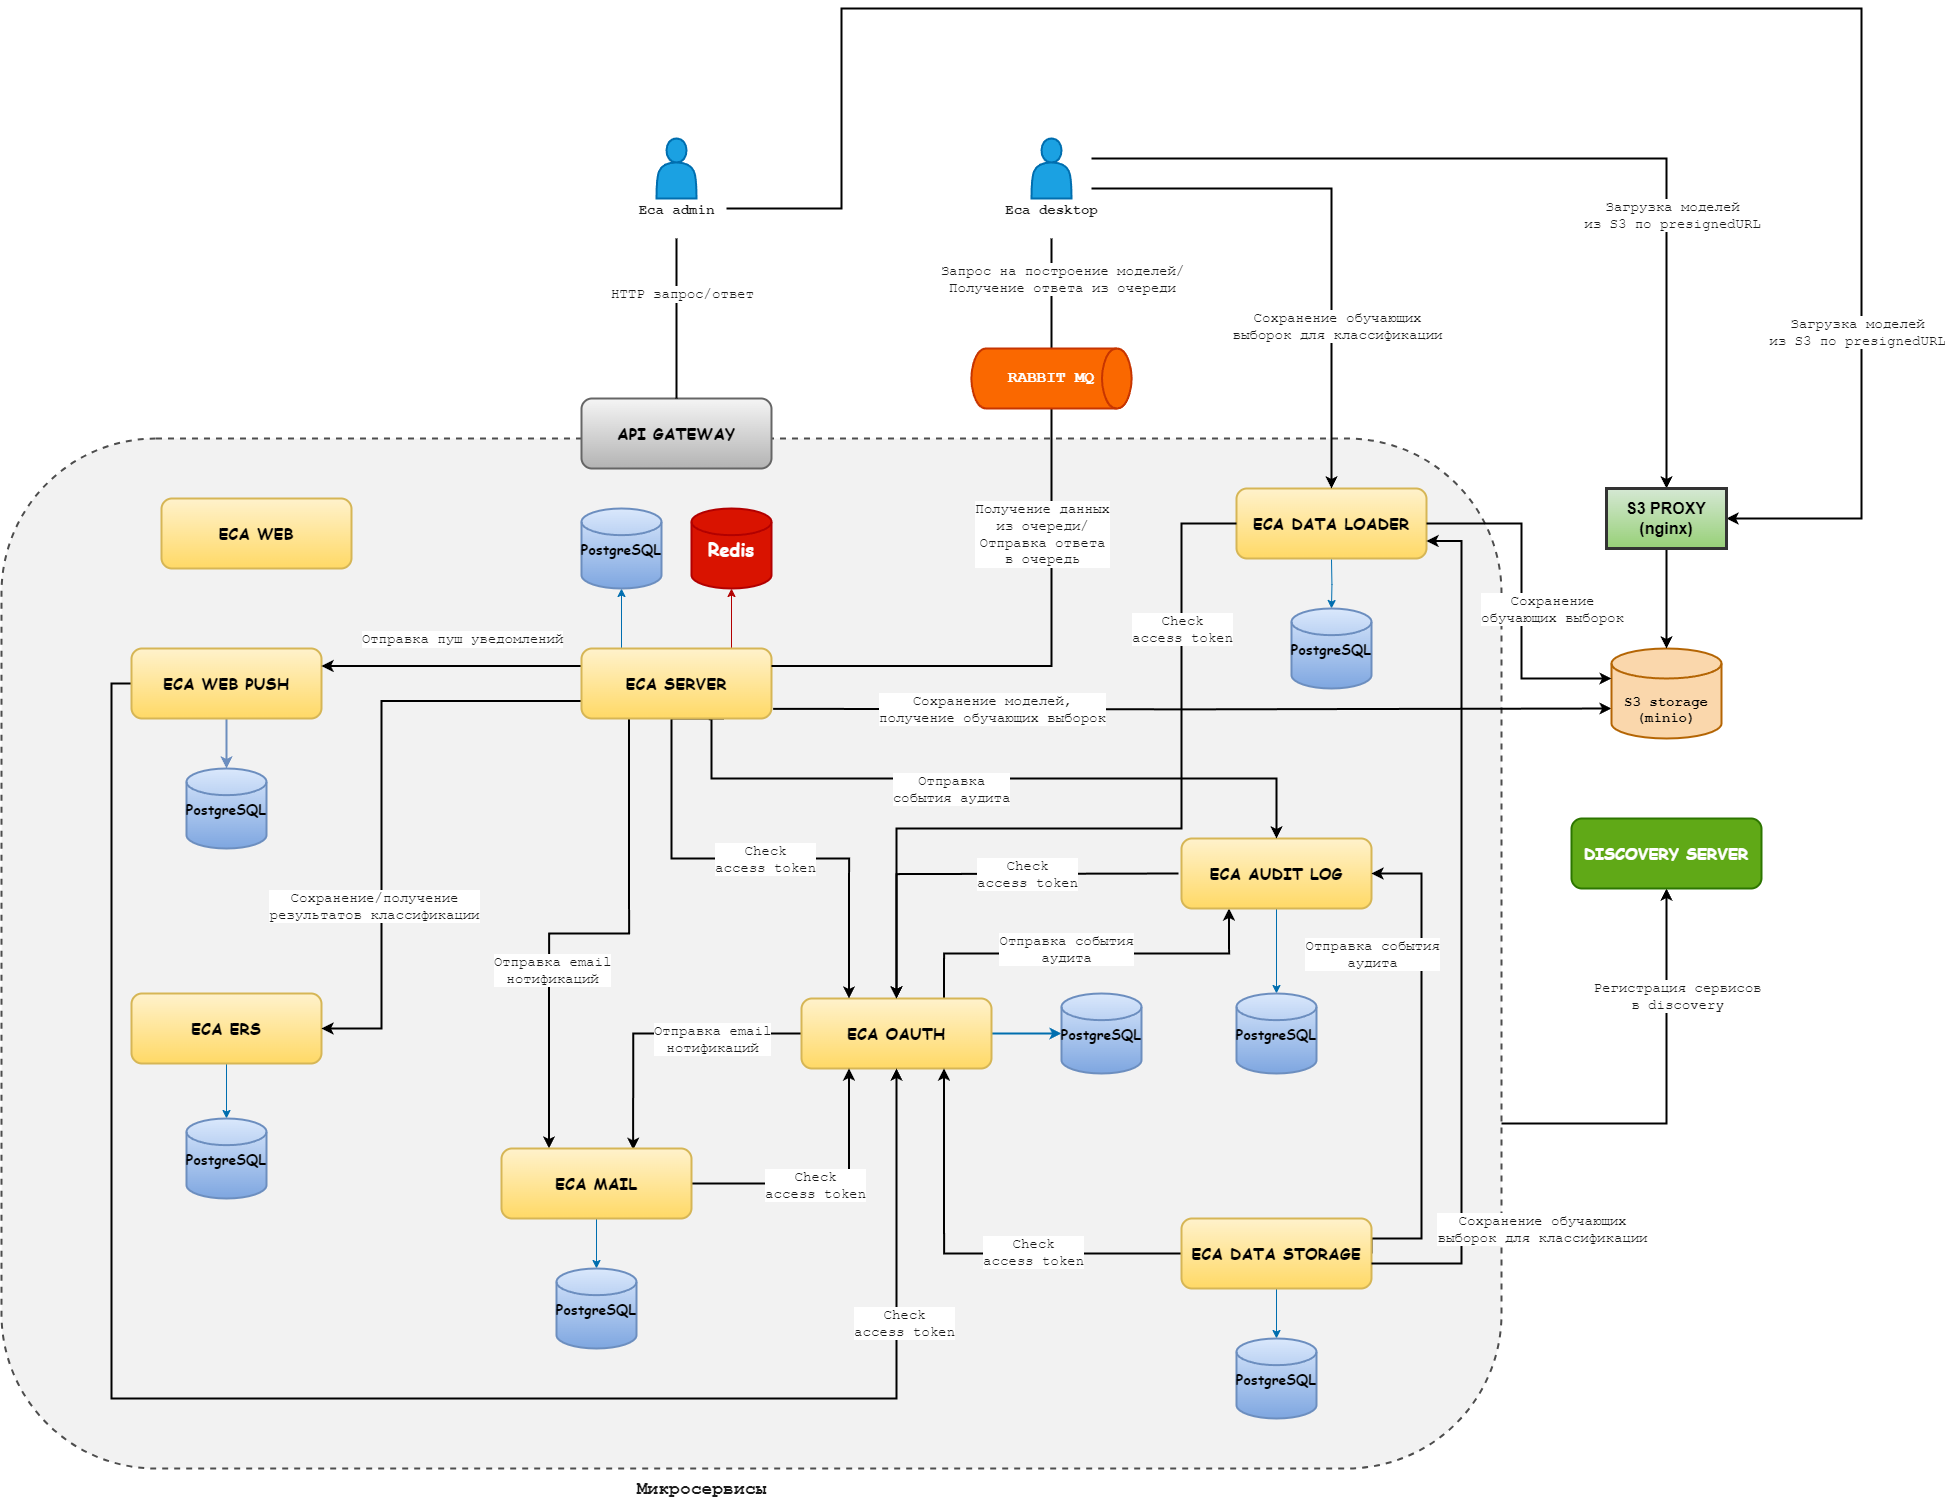 Eca admin
Eca desktop
Загрузка моделей
из S3 по presignedURL
Запрос на построение моделей/
Получение ответа из очереди
HTTP запрос/ответ
Сохранение обучающих
выборок для классификации
Загрузка моделей
из S3 по presignedURL
RABBIT MQ
API GATEWAY
ECA WEB
PostgreSQL
Redis
Получение данных
из очереди/
Отправка ответа
в очередь
ECA DATA LOADER
S3 PROXY
(nginx)
Сохранение
обучающих выборок
Check
access token
PostgreSQL
Отправка пуш уведомлений
ECA WEB PUSH
ECA SERVER
Сохранение моделей,
получение обучающих выборок
S3 storage
(minio)
PostgreSQL
Отправка
события аудита
Check
access token
Check
access token
ECA AUDIT LOG
DISCOVERY SERVER
Сохранение/получение
результатов классификации
Отправка события
аудита
Отправка события
аудита
Отправка email
нотификаций
Регистрация сервисов
в discovery
ECA ERS
Отправка email
нотификаций
ECA OAUTH
PostgreSQL
PostgreSQL
PostgreSQL
ECA MAIL
Check
access token
Сохранение обучающих
выборок для классификации
Check
access token
ECA DATA STORAGE
PostgreSQL
Check
access token
PostgreSQL
Микросервисы